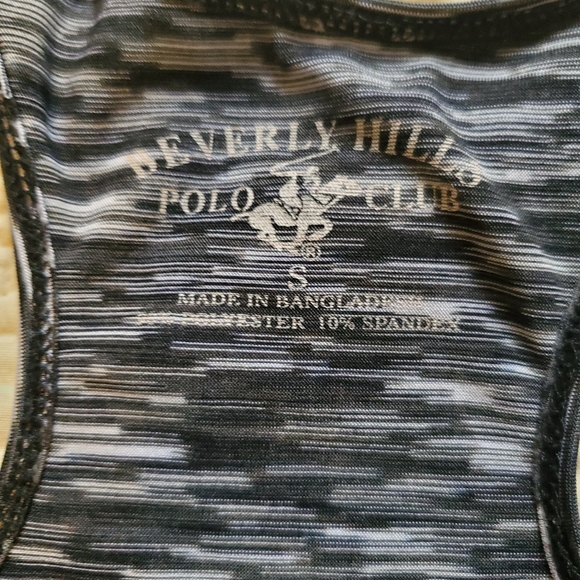 BEVERLY HILLS
POLO CLUB
®
S
MADE IN BANGLADESH
POLYESTER 10% SPANDEX